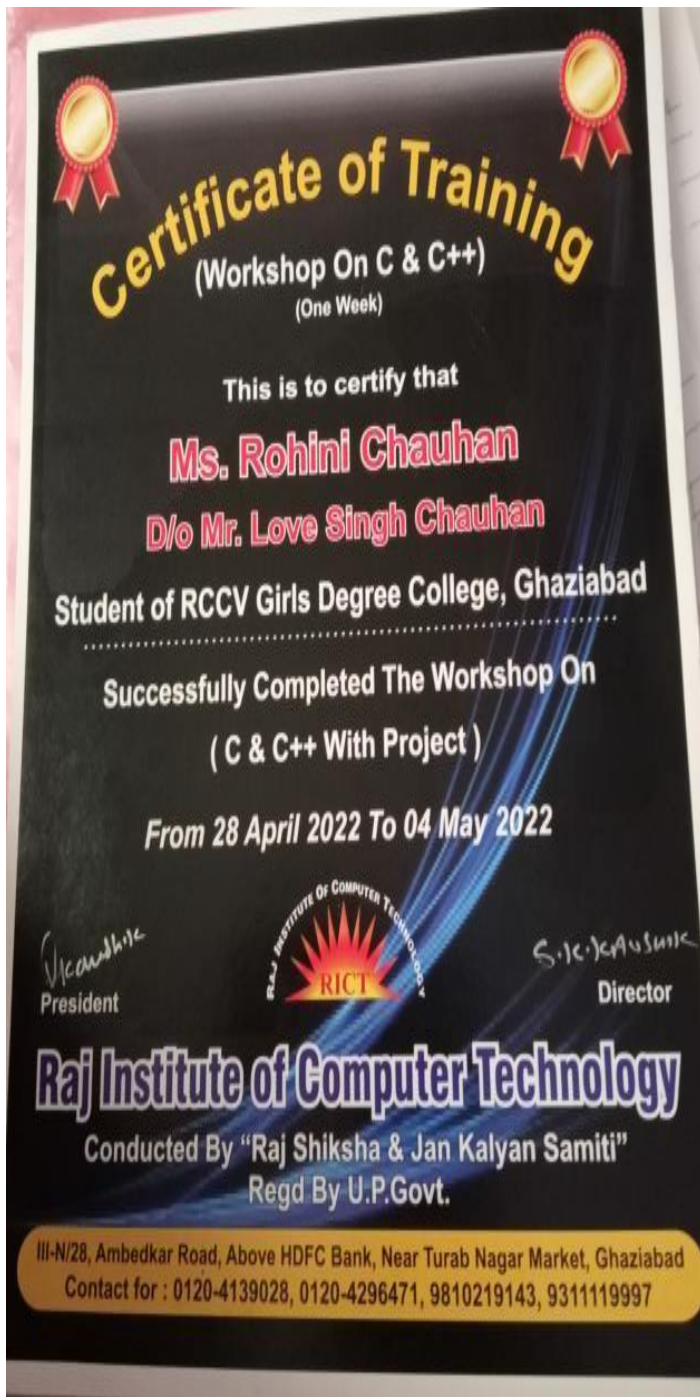 Certificate of Training
(Workshop On C & C++)
(One Week)
This is to certify that
Ms. Rohini Chauhan
D/o Mr. Love Singh Chauhan
Student of RCCV Girls Degree College, Ghaziabad
Successfully Completed The Workshop On
( C & C++ With Project )
From 28 April 2022 To 04 May 2022
RAJ INSTITUTE OF COMPUTER TECHNOLOGY
RICT
President
S.K.KAUSHIK
Director
Raj Institute of Computer Technology
Conducted By “Raj Shiksha & Jan Kalyan Samiti”
Regd By U.P.Govt.
III-N/28, Ambedkar Road, Above HDFC Bank, Near Turab Nagar Market, Ghaziabad
Contact for : 0120-4139028, 0120-4296471, 9810219143, 9311119997